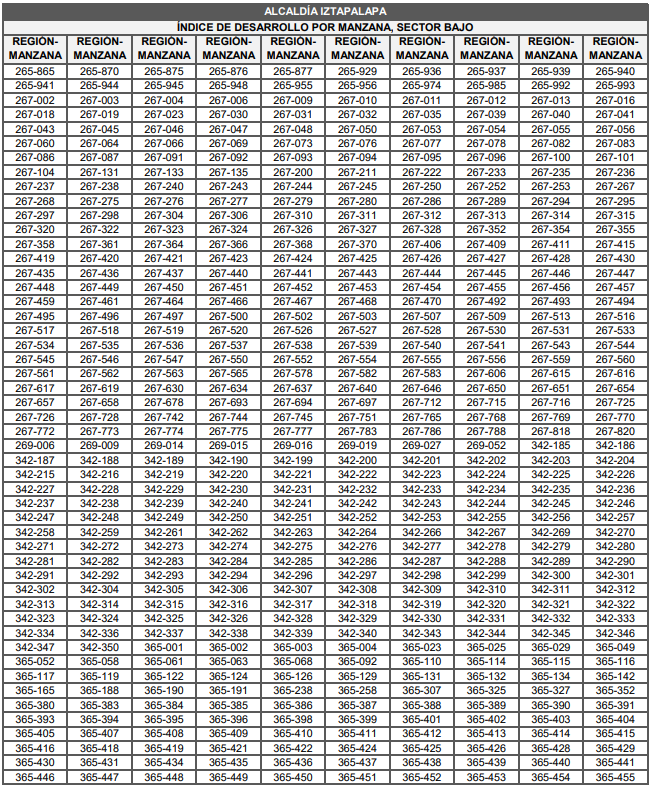 ALCALDÍA IZTAPALAPA
ÍNDICE DE DESARROLLO POR MANZANA, SECTOR BAJO
REGIÓN- REGIÓN- REGIÓN- REGIÓN- REGIÓN- REGIÓN- REGIÓN- REGIÓN- REGIÓN- REGIÓN-
MANZANA MANZANA MANZANA MANZANA MANZANA MANZANA MANZANA MANZANA MANZANA MANZANA
265-865 265-870 265-875 265-876 265-877 265-929 265-936 265-937 265-939 265-940
265-941 265-944 265-945 265-948 265-955 265-956 265-974 265-985 265-992 265-993
267-002 267-003 267-004 267-006 267-009 267-010 267-011 267-012 267-013 267-016
267-018 267-019 267-023 267-030 267-031 267-032 267-035 267-039 267-040 267-041
267-043 267-045 267-046 267-047 267-048 267-050 267-053 267-054 267-055 267-056
267-060 267-064 267-066 267-069 267-073 267-076 267-077 267-078 267-082 267-083
267-086 267-087 267-091 267-092 267-093 267-094 267-095 267-096 267-100 267-101
267-104 267-131 267-133 267-135 267-200 267-211 267-222 267-233 267-235 267-236
267-237 267-238 267-240 267-243 267-244 267-245 267-250 267-252 267-253 267-267
267-268 267-275 267-276 267-277 267-279 267-280 267-286 267-289 267-294 267-295
267-297 267-298 267-304 267-306 267-310 267-311 267-312 267-313 267-314 267-315
267-320 267-322 267-323 267-324 267-326 267-327 267-328 267-352 267-354 267-355
267-358 267-361 267-364 267-366 267-368 267-370 267-406 267-409 267-411 267-415
267-419 267-420 267-421 267-423 267-424 267-425 267-426 267-427 267-428 267-430
267-435 267-436 267-437 267-440 267-441 267-443 267-444 267-445 267-446 267-447
267-448 267-449 267-450 267-451 267-452 267-453 267-454 267-455 267-456 267-457
267-459 267-461 267-464 267-466 267-467 267-468 267-470 267-492 267-493 267-494
267-495 267-496 267-497 267-500 267-502 267-503 267-507 267-509 267-513 267-516
267-517 267-518 267-519 267-520 267-526 267-527 267-528 267-530 267-531 267-533
267-534 267-535 267-536 267-537 267-538 267-539 267-540 267-541 267-543 267-544
267-545 267-546 267-547 267-550 267-552 267-554 267-555 267-556 267-559 267-560
267-561 267-562 267-563 267-565 267-578 267-582 267-583 267-606 267-615 267-616
267-617 267-619 267-630 267-634 267-637 267-640 267-646 267-650 267-651 267-654
267-657 267-658 267-678 267-693 267-694 267-697 267-712 267-715 267-716 267-725
267-726 267-728 267-742 267-744 267-745 267-751 267-765 267-768 267-769 267-770
267-772 267-773 267-774 267-775 267-777 267-783 267-786 267-788 267-818 267-820
269-006 269-009 269-014 269-015 269-016 269-019 269-027 269-052 342-185 342-186
342-187 342-188 342-189 342-190 342-199 342-200 342-201 342-202 342-203 342-204
342-215 342-216 342-219 342-220 342-221 342-222 342-223 342-224 342-225 342-226
342-227 342-228 342-229 342-230 342-231 342-232 342-233 342-234 342-235 342-236
342-237 342-238 342-239 342-240 342-241 342-242 342-243 342-244 342-245 342-246
342-247 342-248 342-249 342-250 342-251 342-252 342-253 342-255 342-256 342-257
342-258 342-259 342-261 342-262 342-263 342-264 342-266 342-267 342-269 342-270
342-271 342-272 342-273 342-274 342-275 342-276 342-277 342-278 342-279 342-280
342-281 342-282 342-283 342-284 342-285 342-286 342-287 342-288 342-289 342-290
342-291 342-292 342-293 342-294 342-296 342-297 342-298 342-299 342-300 342-301
342-302 342-304 342-305 342-306 342-307 342-308 342-309 342-310 342-311 342-312
342-313 342-314 342-315 342-316 342-317 342-318 342-319 342-320 342-321 342-322
342-323 342-324 342-325 342-326 342-328 342-329 342-330 342-331 342-332 342-333
342-334 342-336 342-337 342-338 342-339 342-340 342-343 342-344 342-345 342-346
342-347 342-350 365-001 365-002 365-003 365-004 365-023 365-025 365-029 365-049
365-052 365-058 365-061 365-063 365-068 365-092 365-110 365-114 365-115 365-116
365-117 365-119 365-122 365-124 365-126 365-129 365-131 365-132 365-134 365-142
365-165 365-188 365-190 365-191 365-238 365-258 365-307 365-325 365-327 365-352
365-380 365-383 365-384 365-385 365-386 365-387 365-388 365-389 365-390 365-391
365-393 365-394 365-395 365-396 365-398 365-399 365-401 365-402 365-403 365-404
365-405 365-407 365-408 365-409 365-410 365-411 365-412 365-413 365-414 365-415
365-416 365-418 365-419 365-421 365-422 365-424 365-425 365-426 365-428 365-429
365-430 365-431 365-434 365-435 365-436 365-437 365-438 365-439 365-440 365-441
365-446 365-447 365-448 365-449 365-450 365-451 365-452 365-453 365-454 365-455